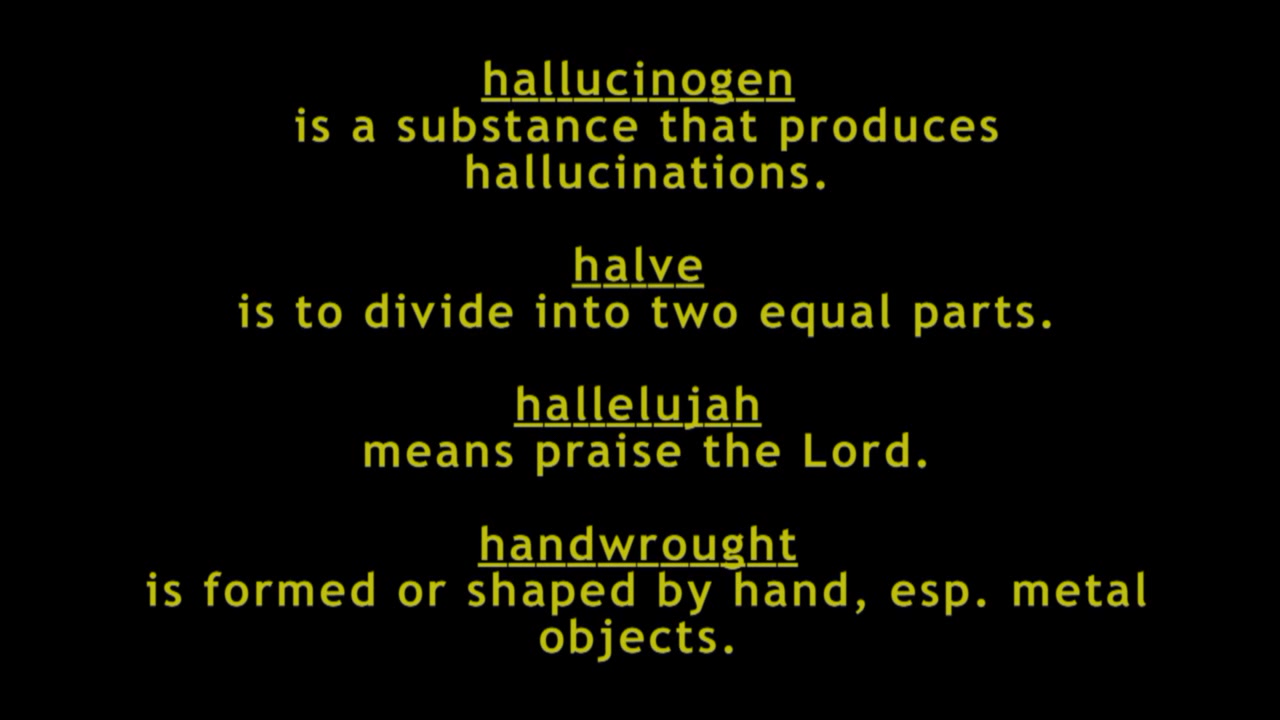 hallucinogen
is a substance that produces
hallucinations.
halve
is to divide into two equal parts.
hallelujah
means praise the Lord.
handwrought
is formed or shaped by hand, esp. metal
objects.